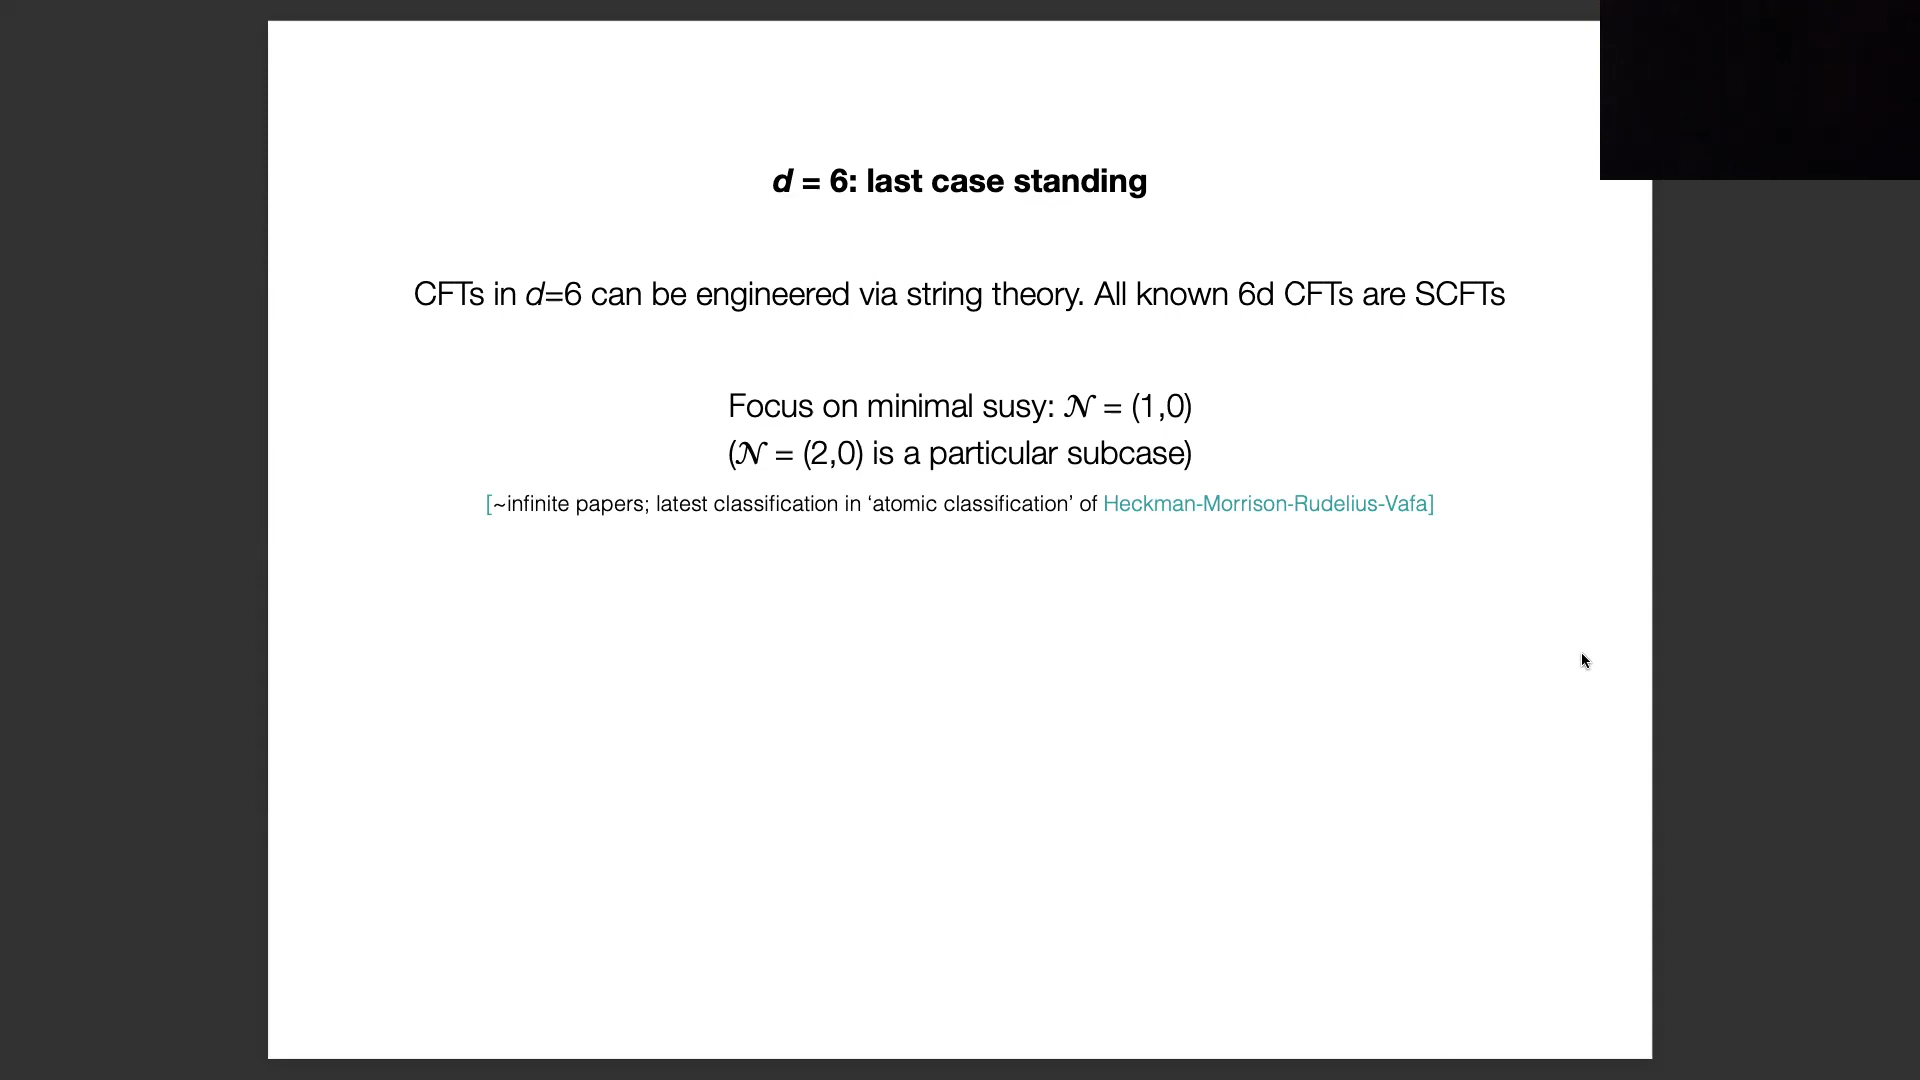 d = 6: last case standing
CFTs in d=6 can be engineered via string theory. All known 6d CFTs are SCFTs
Focus on minimal susy: 𝒩 = (1,0)
(𝒩 = (2,0) is a particular subcase)
[~infinite papers; latest classification in ‘atomic classification’ of Heckman-Morrison-Rudelius-Vafa]